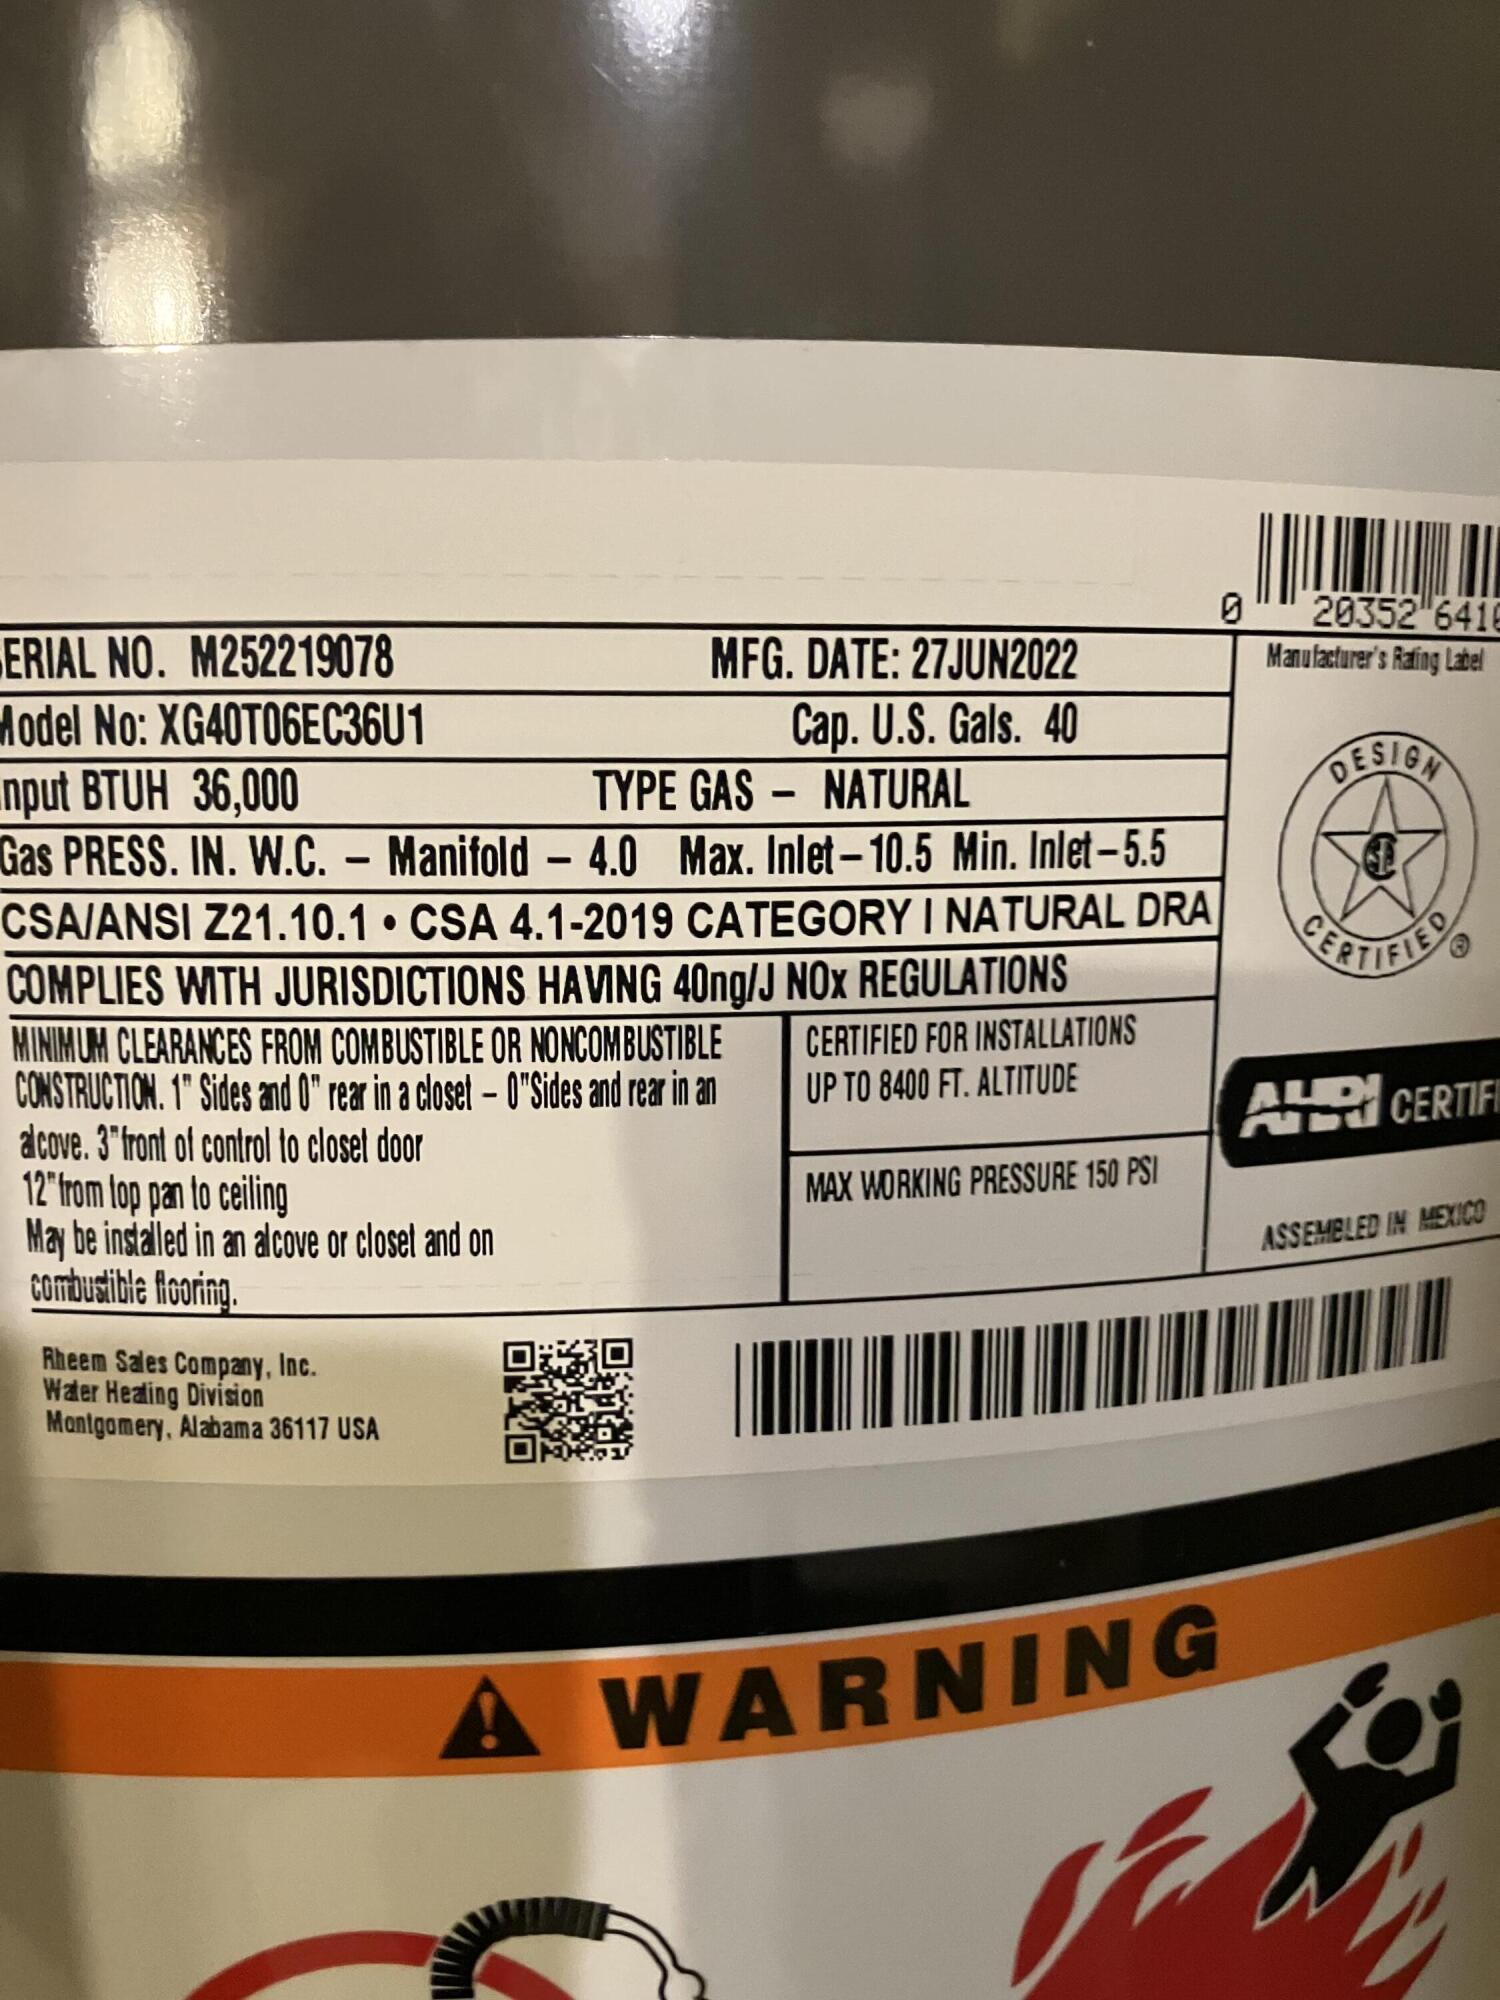 0 20352 641
Manufacturer's Rating Label
ERIAL NO. M252219078 MFG. DATE: 27JUN2022
Model No: XG40T06EC36U1 Cap. U.S. Gals. 40
nput BTUH 36,000 TYPE GAS – NATURAL
Gas PRESS. IN. W.C. – Manifold – 4.0 Max. Inlet – 10.5 Min. Inlet – 5.5
CSA/ANSI Z21.10.1 • CSA 4.1-2019 CATEGORY I NATURAL DRA
COMPLIES WITH JURISDICTIONS HAVING 40ng/J NOx REGULATIONS
MINIMUM CLEARANCES FROM COMBUSTIBLE OR NONCOMBUSTIBLE
CONSTRUCTION. 1" Sides and 0" rear in a closet – 0"Sides and rear in an
alcove. 3"front of control to closet door
12"from top pan to ceiling
May be installed in an alcove or closet and on
combustible flooring.
CERTIFIED FOR INSTALLATIONS
UP TO 8400 FT. ALTITUDE
MAX WORKING PRESSURE 150 PSI
DESIGN
CERTIFIED ®
AHRI CERTIFI
ASSEMBLED IN MEXICO
Rheem Sales Company, Inc.
Water Heating Division
Montgomery, Alabama 36117 USA
WARNING